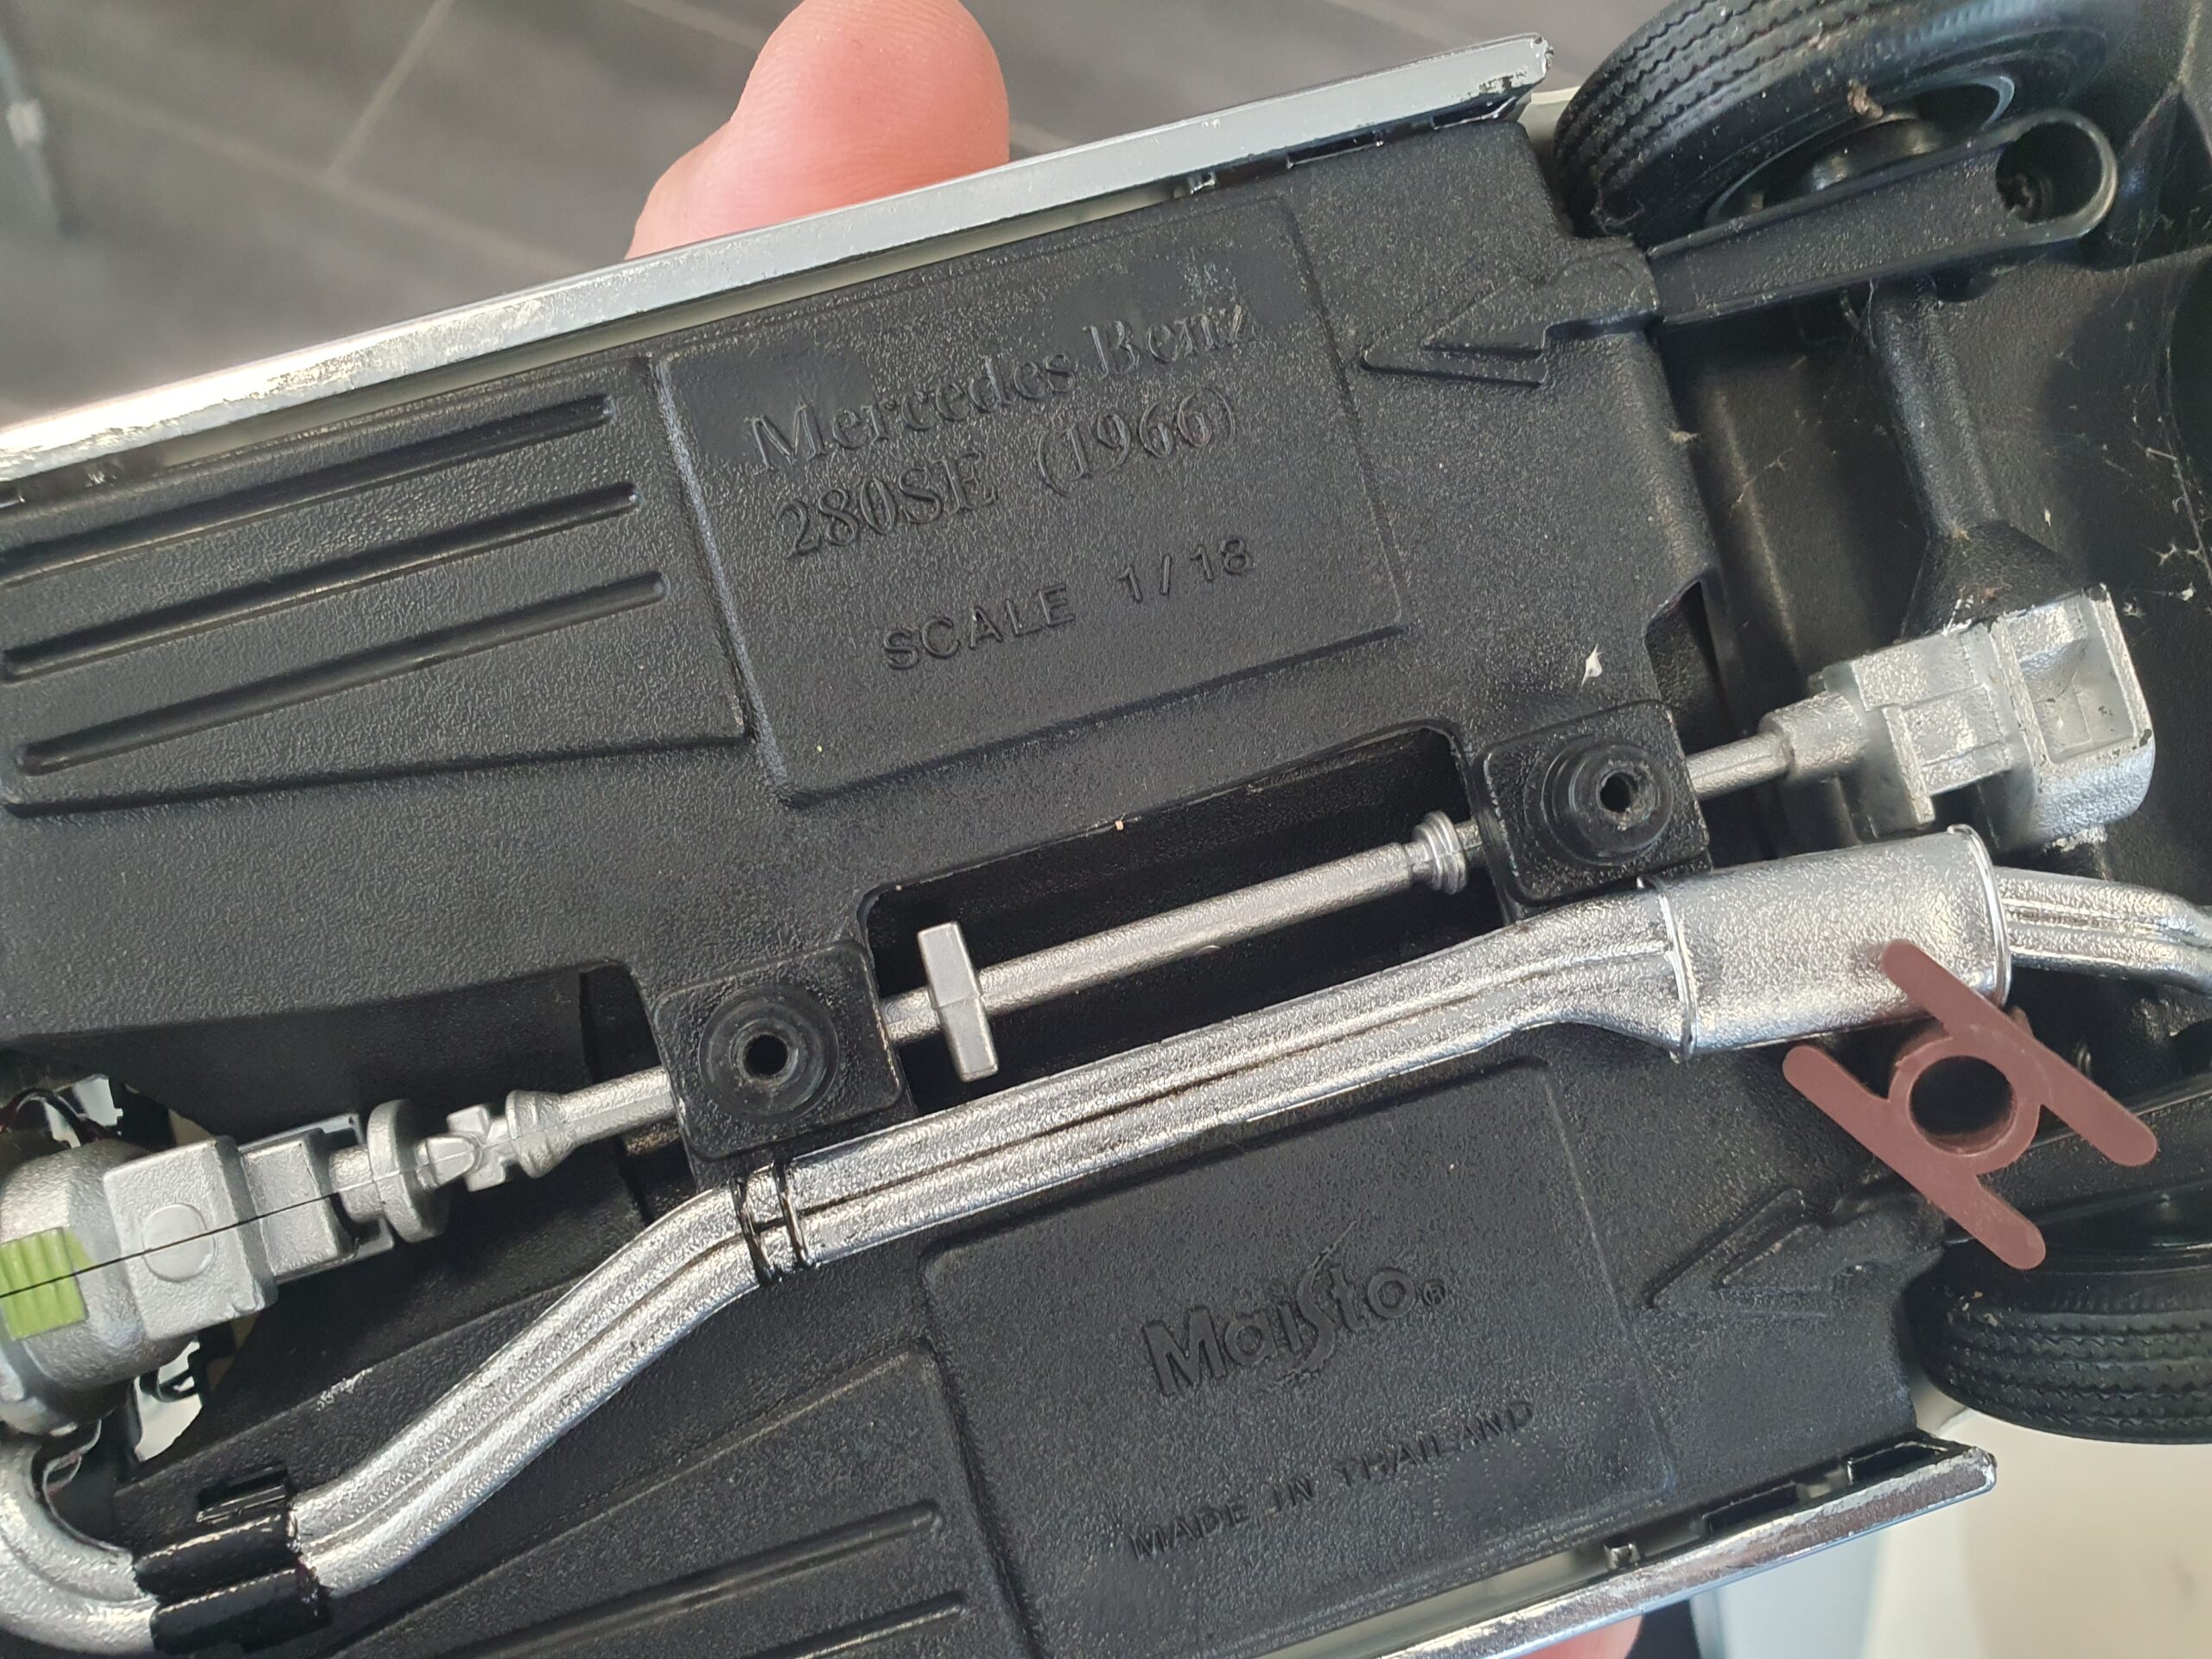 Mercedes Benz
280SE (1966)
SCALE 1/18
Maisto®
MADE IN THAILAND